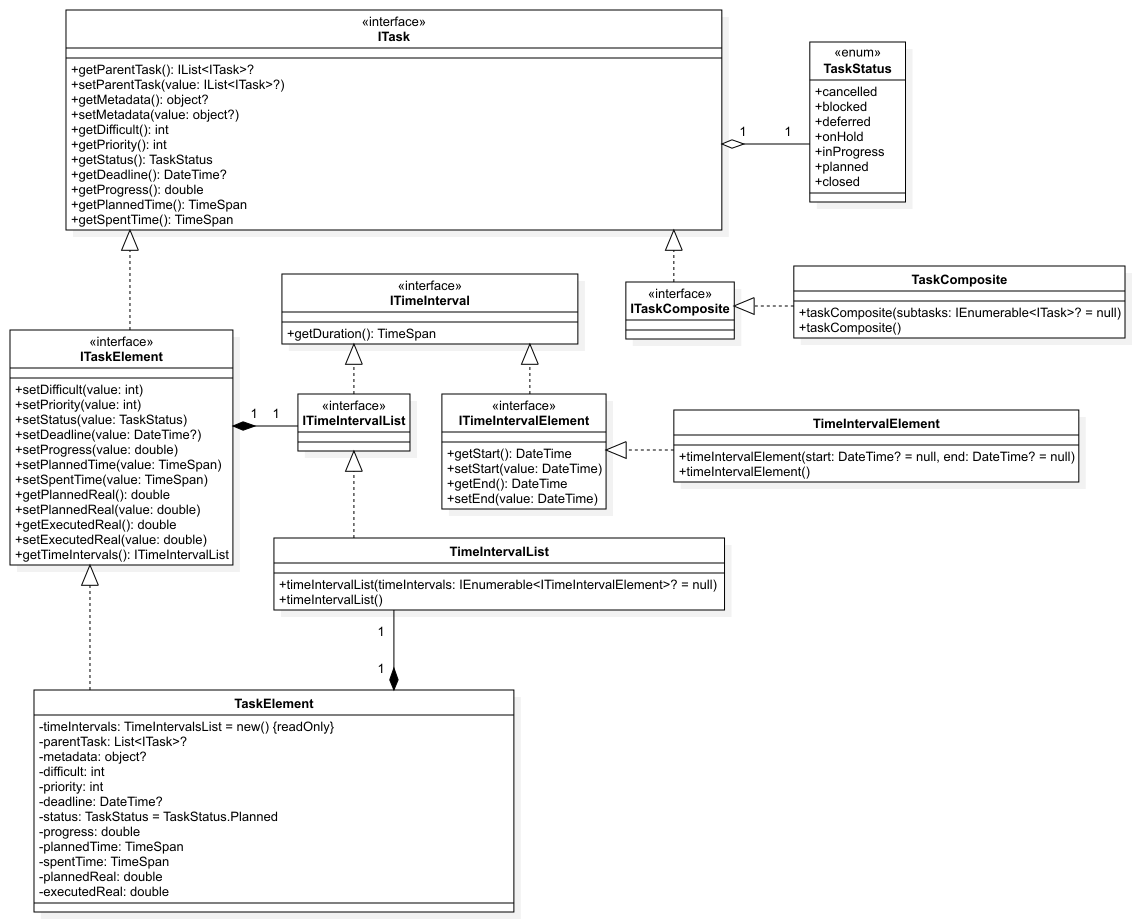 «interface»
ITask
+getParentTask(): IList<ITask>?
+setParentTask(value: IList<ITask>?)
+getMetadata(): object?
+setMetadata(value: object?)
+getDifficult(): int
+getPriority(): int
+getStatus(): TaskStatus
+getDeadline(): DateTime?
+getProgress(): double
+getPlannedTime(): TimeSpan
+getSpentTime(): TimeSpan
«enum»
TaskStatus
+cancelled
+blocked
+deferred
+onHold
+inProgress
+planned
+closed
1
1
«interface»
ITimeInterval
+getDuration(): TimeSpan
«interface»
ITaskComposite
TaskComposite
+taskComposite(subtasks: IEnumerable<ITask>? = null)
+taskComposite()
«interface»
ITaskElement
+setDifficult(value: int)
+setPriority(value: int)
+setStatus(value: TaskStatus)
+setDeadline(value: DateTime?)
+setProgress(value: double)
+setPlannedTime(value: TimeSpan)
+setSpentTime(value: TimeSpan)
+getPlannedReal(): double
+setPlannedReal(value: double)
+getExecutedReal(): double
+setExecutedReal(value: double)
+getTimeIntervals(): ITimeIntervalList
1
1
«interface»
ITimeIntervalList
«interface»
ITimeIntervalElement
+getStart(): DateTime
+setStart(value: DateTime)
+getEnd(): DateTime
+setEnd(value: DateTime)
TimeIntervalElement
+timeIntervalElement(start: DateTime? = null, end: DateTime? = null)
+timeIntervalElement()
TimeIntervalList
+timeIntervalList(timeIntervals: IEnumerable<ITimeIntervalElement>? = null)
+timeIntervalList()
1
1
TaskElement
-timeIntervals: TimeIntervalsList = new() {readOnly}
-parentTask: List<ITask>?
-metadata: object?
-difficult: int
-priority: int
-deadline: DateTime?
-status: TaskStatus = TaskStatus.Planned
-progress: double
-plannedTime: TimeSpan
-spentTime: TimeSpan
-plannedReal: double
-executedReal: double